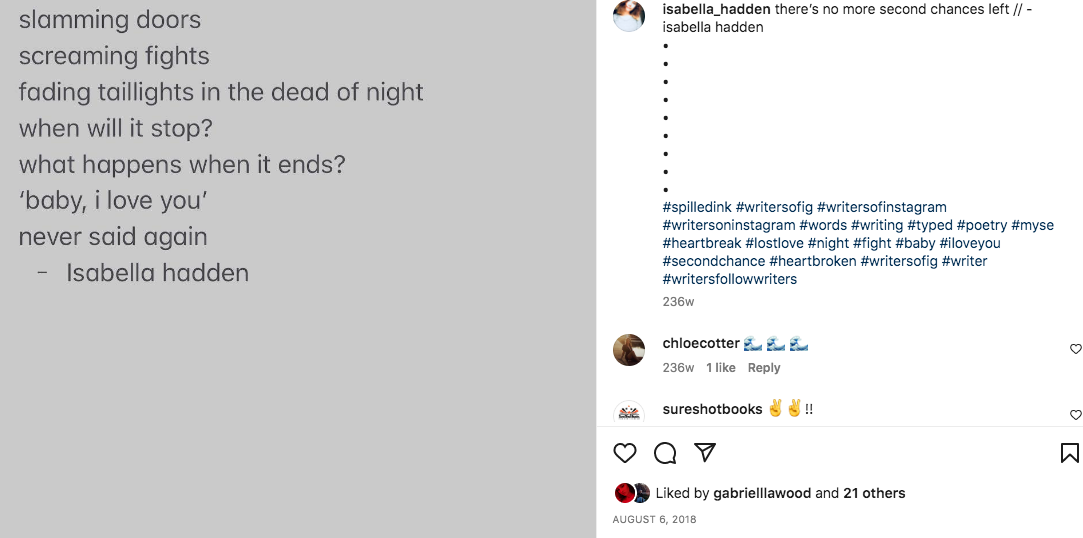 slamming doors
screaming fights
fading taillights in the dead of night
when will it stop?
what happens when it ends?
‘baby, i love you’
never said again
– Isabella hadden
isabella_hadden there’s no more second chances left // -
isabella hadden
•
•
•
•
•
•
•
•
•
#spilledink #writersofig #writersofinstagram
#writersoninstagram #words #writing #typed #poetry #myse
#heartbreak #lostlove #night #fight #baby #iloveyou
#secondchance #heartbroken #writersofig #writer
#writersfollowwriters
236w
chloecotter 🌊 🌊 🌊
236w 1 like Reply
sureshotbooks ✌️ ✌️ !!
Liked by gabrielllawood and 21 others
AUGUST 6, 2018